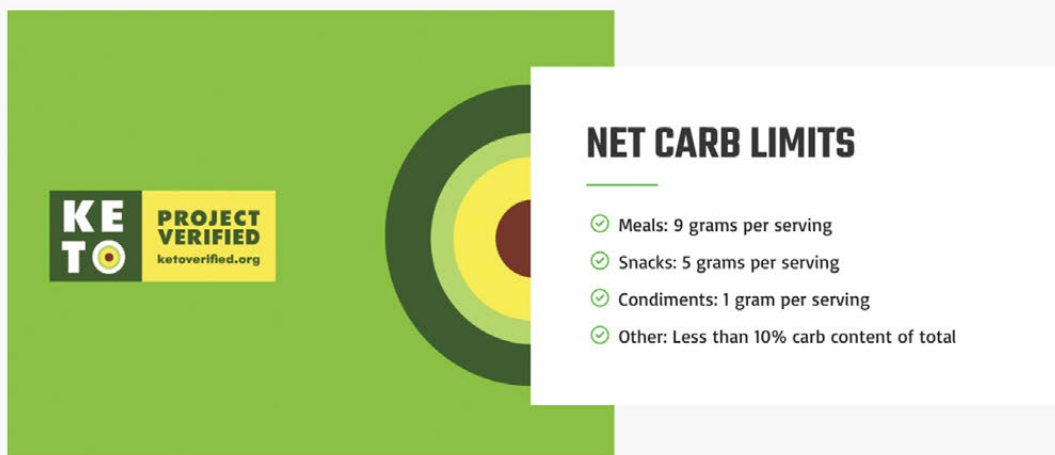 KE
TO
PROJECT
VERIFIED
ketoverified.org
NET CARB LIMITS
Meals: 9 grams per serving
Snacks: 5 grams per serving
Condiments: 1 gram per serving
Other: Less than 10% carb content of total